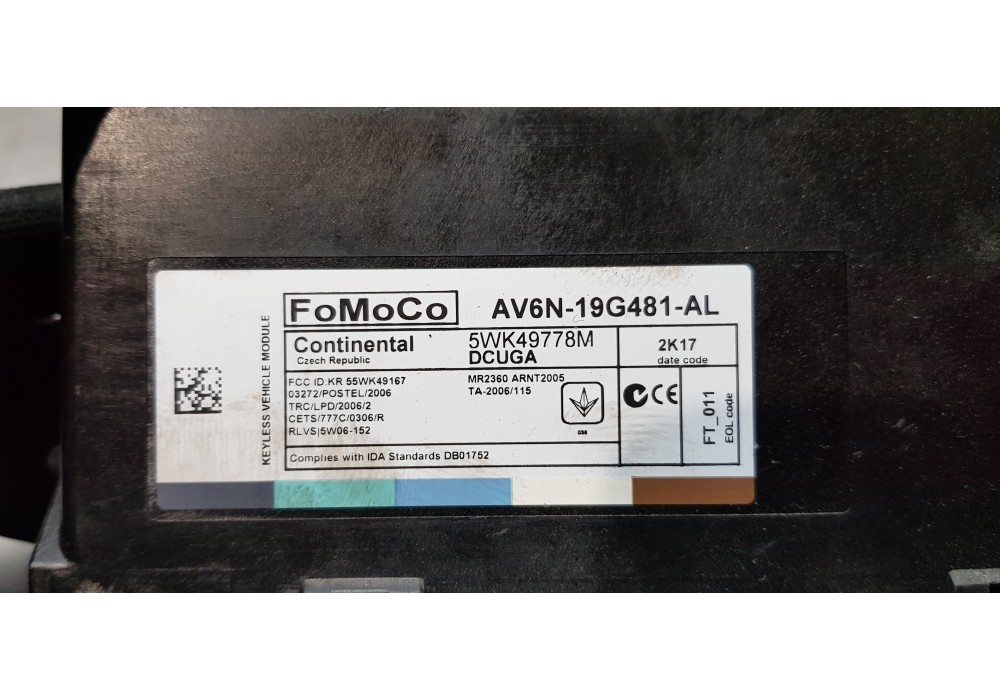 FoMoCo
AV6N-19G481-AL
KEYLESS VEHICLE MODULE
Continental
Czech Republic
5WK49778M
DCUGA
2K17
date code
FCC ID:KR 55WK49167
03272/POSTEL/2006
TRC/LPD/2006/2
CETS/777C/0306/R
RLVS|5W06-152
MR2360 ARNT2005
TA-2006/115
036
CE
FT_011
EOL code
Complies with IDA Standards DB01752